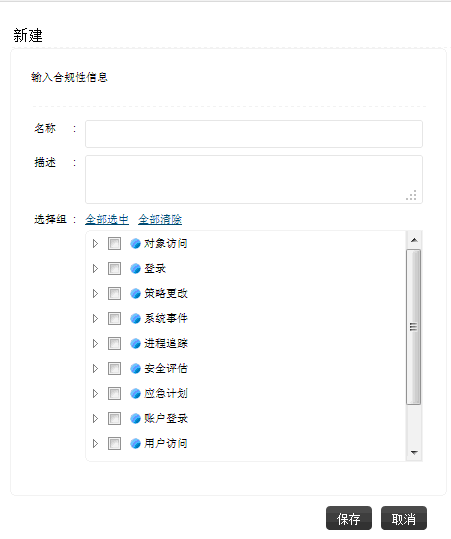 新建
输入合规性信息
名称 :
描述 :
选择组 : 全部选中 全部清除
对象访问
登录
策略更改
系统事件
进程追踪
安全评估
应急计划
账户登录
用户访问
保存 取消